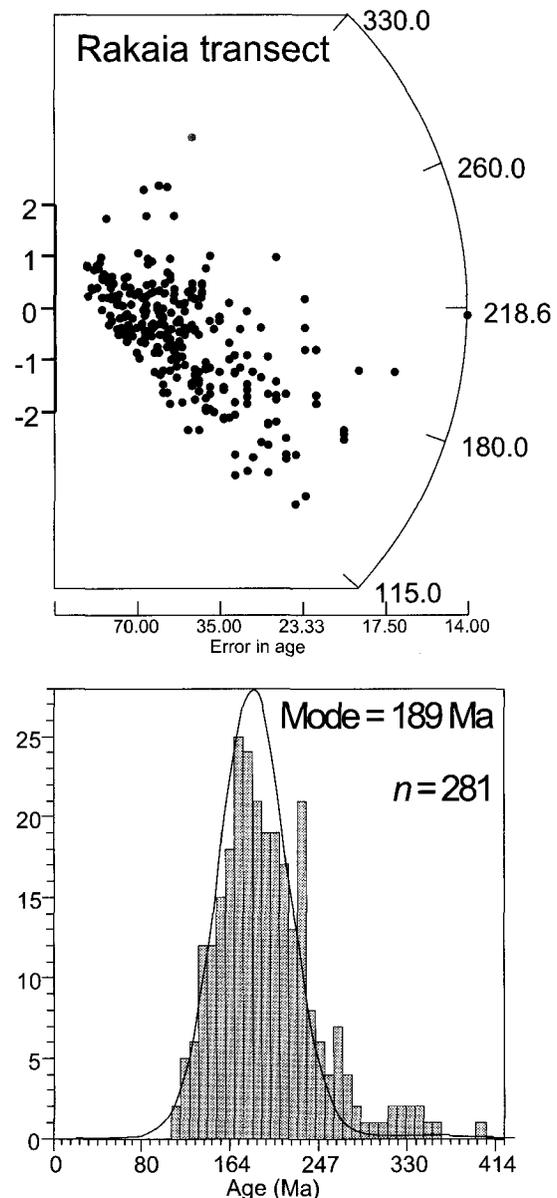 Rakaia transect
330.0
260.0
218.6
180.0
115.0
2
1
0
-1
-2
70.00 35.00 23.33 17.50 14.00
Error in age
Mode = 189 Ma
n = 281
25
20
15
10
5
0
0 80 164 247 330 414
Age (Ma)